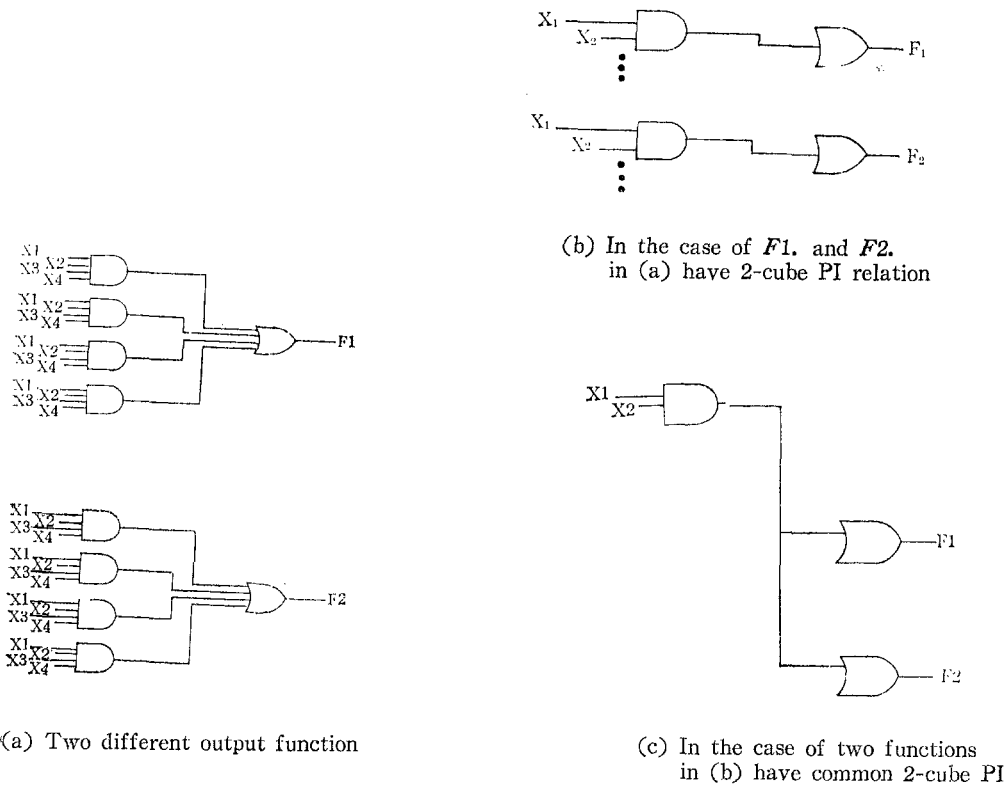 X1
X3 X2
X4
X1
X3 X2
X4
X1
X3 X2
X4
X1
X3 X2
X4
F1
X1
X3 X2
X4
X1
X3 X2
X4
X1
X3 X2
X4
X1
X3 X2
X4
F2
(a) Two different output function
X₁
X₂
F₁
X₁
X₂
F₂
(b) In the case of F1. and F2.
in (a) have 2-cube PI relation
X1
X2
F1
F2
(c) In the case of two functions
in (b) have common 2-cube PI